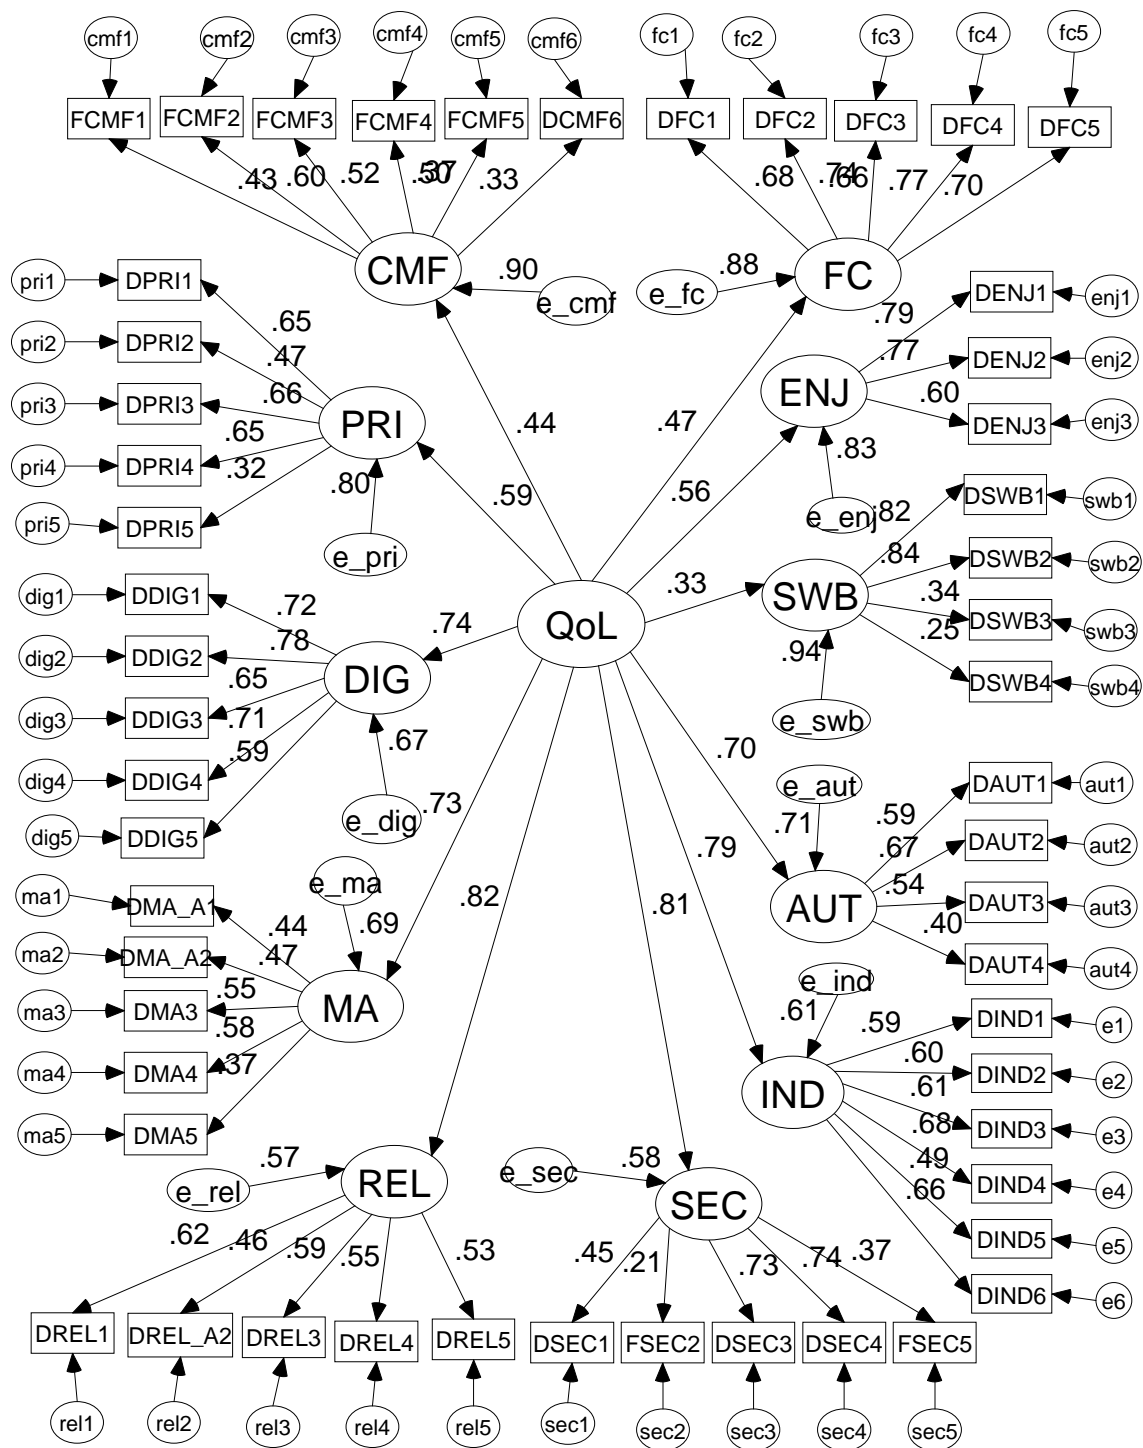 cmf1 cmf2 cmf3 cmf4 cmf5 cmf6 fc1 fc2 fc3 fc4 fc5
FCMF1 FCMF2 FCMF3 FCMF4 FCMF5 DCMF6 DFC1 DFC2 DFC3 DFC4 DFC5
.43 .60 .52 .50 .37 .33 .68 .74 .66 .77 .70
CMF .90 e_cmf .88 e_fc FC
pri1 DPRI1 .65
pri2 DPRI2 .47
pri3 DPRI3 .66 PRI
pri4 DPRI4 .65
pri5 DPRI5 .32
.80 e_pri
.79 DENJ1 enj1
ENJ .77 DENJ2 enj2
.60 DENJ3 enj3
.83 e_enj
.44 .47
.59 .56
QoL
.33 SWB
.82 DSWB1 swb1
.84 DSWB2 swb2
.34 DSWB3 swb3
.25 DSWB4 swb4
.94 e_swb
dig1 DDIG1 .72
dig2 DDIG2 .78 .74
dig3 DDIG3 .65 DIG
dig4 DDIG4 .71
dig5 DDIG5 .59
.67 e_dig
.73 .82 .81 .79 .70
e_aut .71 AUT
.59 DAUT1 aut1
.67 DAUT2 aut2
.54 DAUT3 aut3
.40 DAUT4 aut4
e_ma .69 MA
ma1 DMA_A1 .44
ma2 DMA_A2 .47
ma3 DMA3 .55
ma4 DMA4 .58
ma5 DMA5 .37
e_ind .61 IND
.59 DIND1 e1
.60 DIND2 e2
.61 DIND3 e3
.68 DIND4 e4
.49 DIND5 e5
.66 DIND6 e6
e_rel .57 REL e_sec .58 SEC
.62 .46 .59 .55 .53 .45 .21 .73 .74 .37
DREL1 DREL_A2 DREL3 DREL4 DREL5 DSEC1 FSEC2 DSEC3 DSEC4 FSEC5
rel1 rel2 rel3 rel4 rel5 sec1 sec2 sec3 sec4 sec5